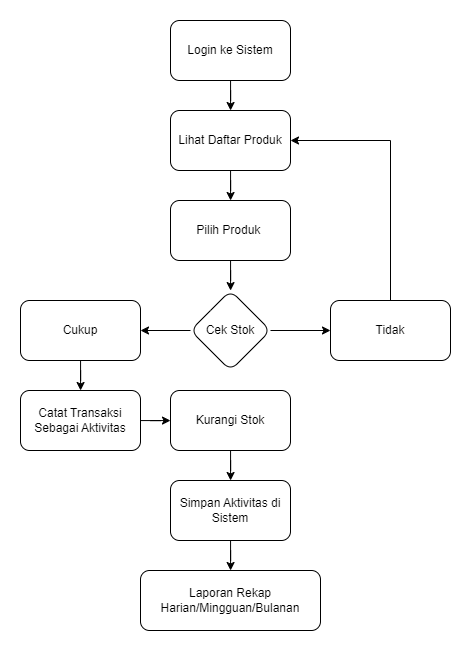 Login ke Sistem
Lihat Daftar Produk
Pilih Produk
Cukup
Cek Stok
Tidak
Catat Transaksi
Sebagai Aktivitas
Kurangi Stok
Simpan Aktivitas di
Sistem
Laporan Rekap
Harian/Mingguan/Bulanan